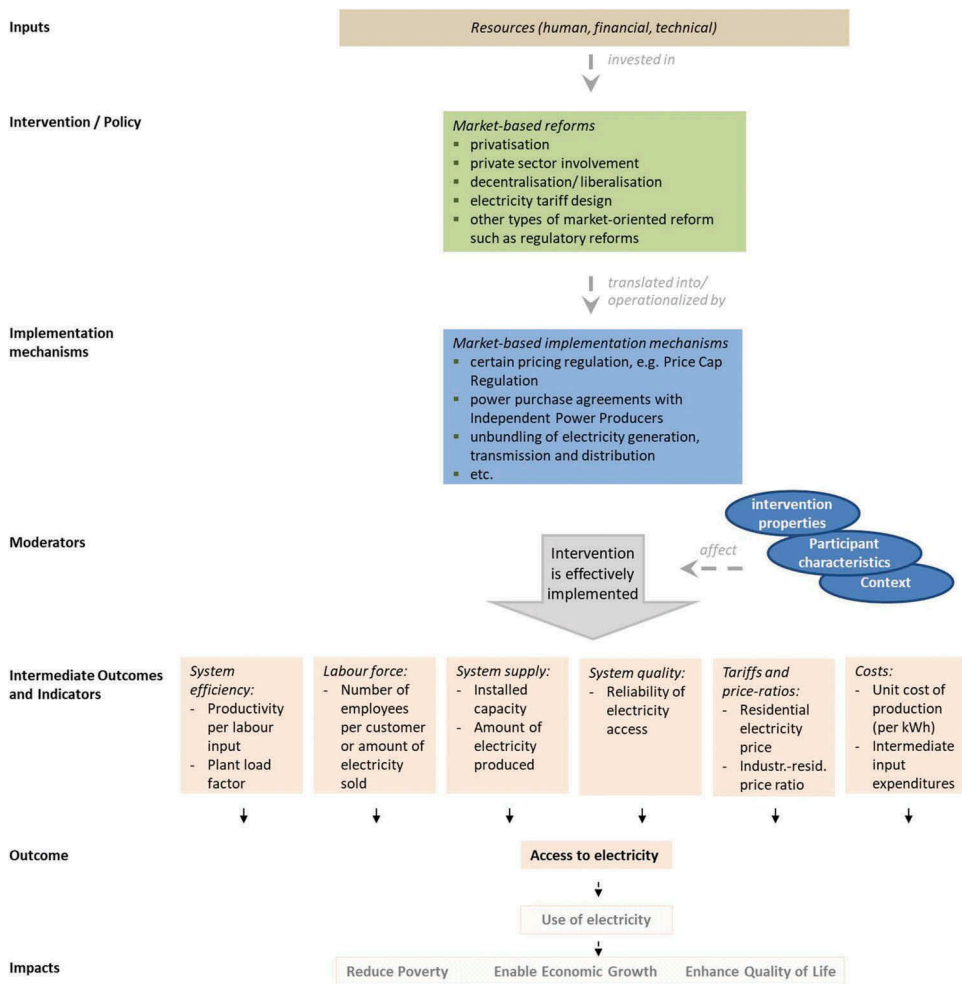 Inputs
Resources (human, financial, technical)
invested in
Intervention / Policy
Market-based reforms
▪ privatisation
▪ private sector involvement
▪ decentralisation/ liberalisation
▪ electricity tariff design
▪ other types of market-oriented reform
such as regulatory reforms
translated into/
operationalized by
Implementation
mechanisms
Market-based implementation mechanisms
▪ certain pricing regulation, e.g. Price Cap
Regulation
▪ power purchase agreements with
Independent Power Producers
▪ unbundling of electricity generation,
transmission and distribution
▪ etc.
Moderators
Intervention
is effectively
implemented
affect
intervention
properties
Participant
characteristics
Context
Intermediate Outcomes
and Indicators
System
efficiency:
- Productivity
per labour
input
- Plant load
factor
Labour force:
- Number of
employees
per customer
or amount of
electricity
sold
System supply:
- Installed
capacity
- Amount of
electricity
produced
System quality:
- Reliability of
electricity
access
Tariffs and
price-ratios:
- Residential
electricity
price
- Industr.-resid.
price ratio
Costs:
- Unit cost of
production
(per kWh)
- Intermediate
input
expenditures
Outcome
Access to electricity
Use of electricity
Impacts
Reduce Poverty Enable Economic Growth Enhance Quality of Life